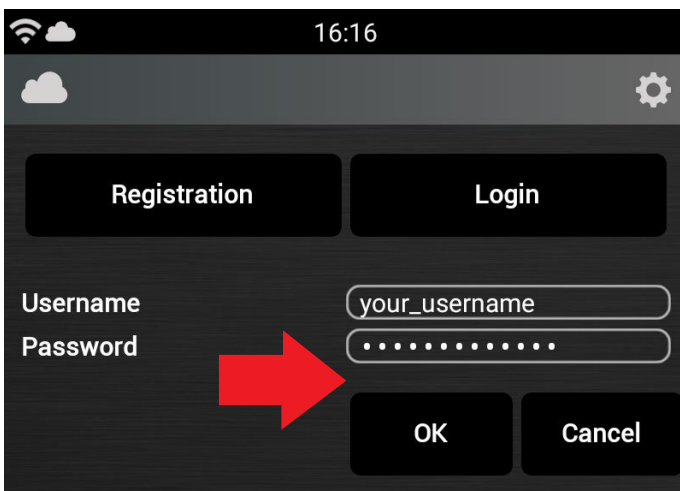 16:16
Registration Login
Username your_username
Password •••••••••••••
OK Cancel